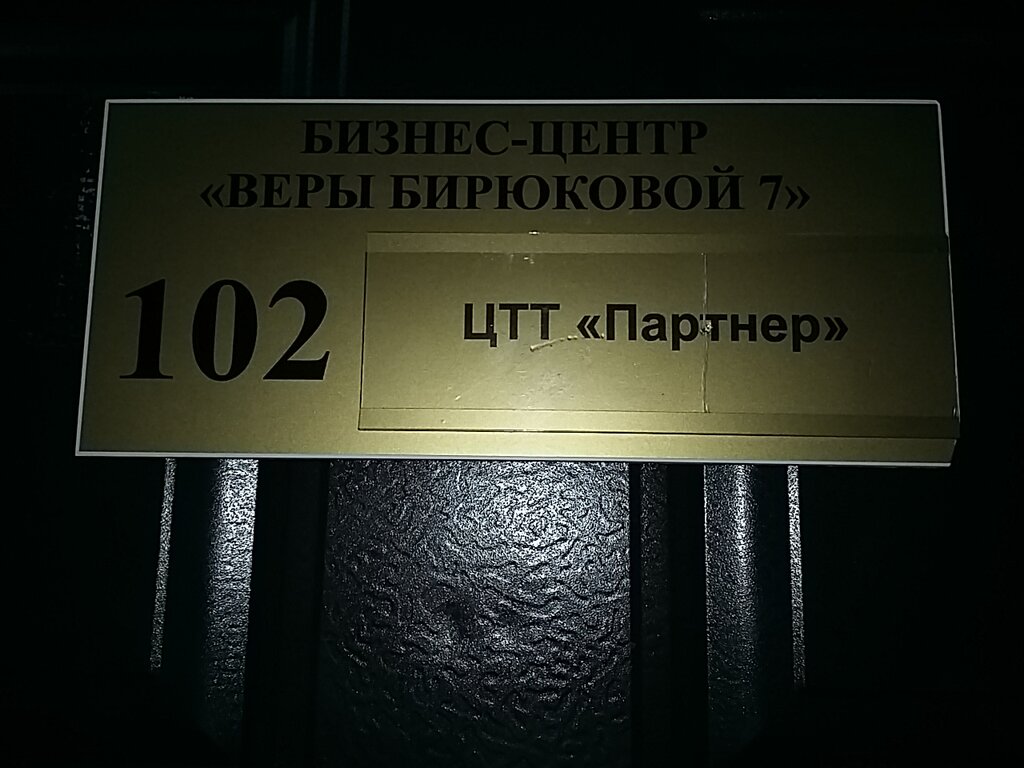 БИЗНЕС-ЦЕНТР
«ВЕРЫ БИРЮКОВОЙ 7»
102
ЦТТ «Партнер»